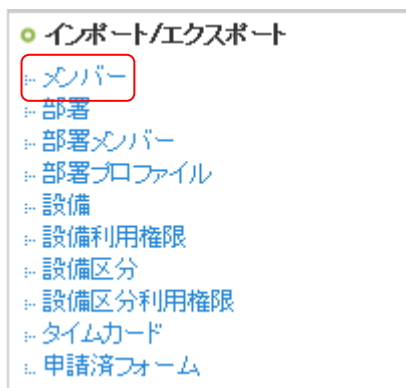 インポート/エクスポート
メンバー
部署
部署メンバー
部署プロファイル
設備
設備利用権限
設備区分
設備区分利用権限
タイムカード
申請済フォーム